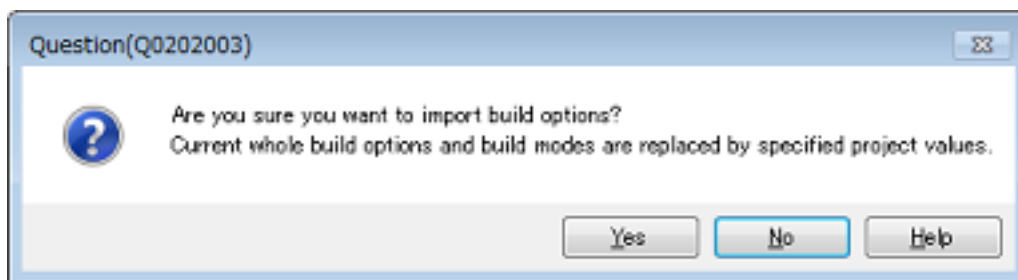 Question(Q0202003)
Are you sure you want to import build options?
Current whole build options and build modes are replaced by specified project values.
Yes
No
Help